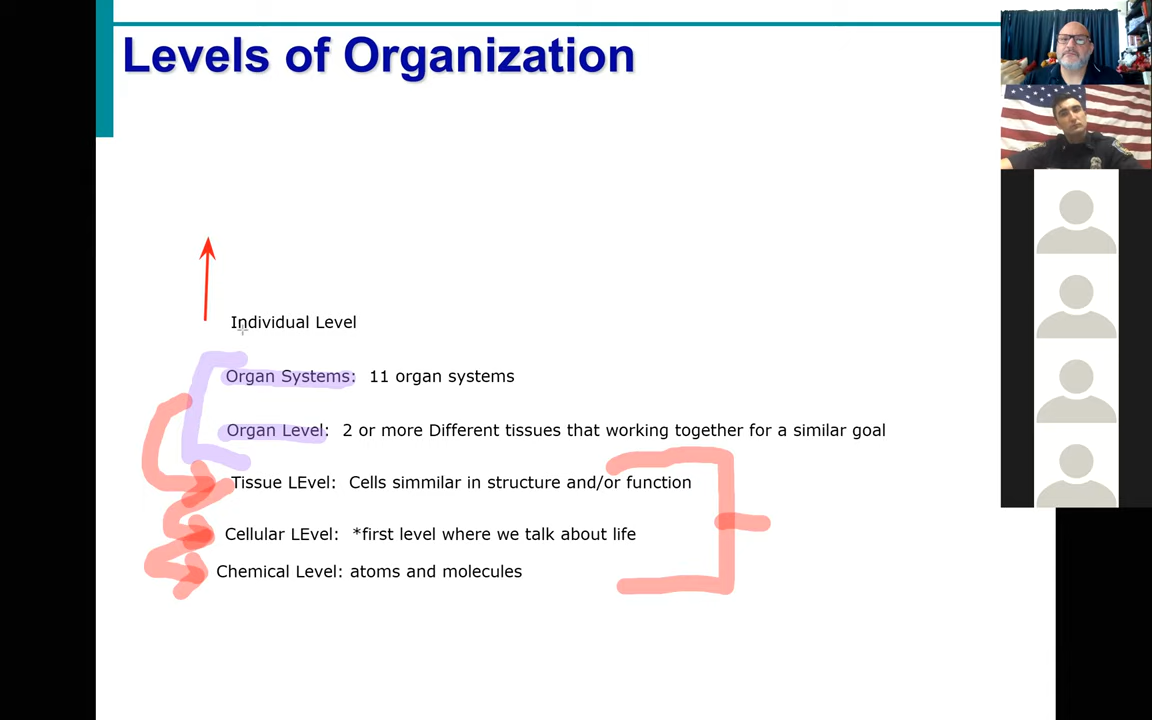 Levels of Organization
Individual Level
Organ Systems: 11 organ systems
Organ Level: 2 or more Different tissues that working together for a similar goal
Tissue LEvel: Cells simmilar in structure and/or function
Cellular LEvel: *first level where we talk about life
Chemical Level: atoms and molecules